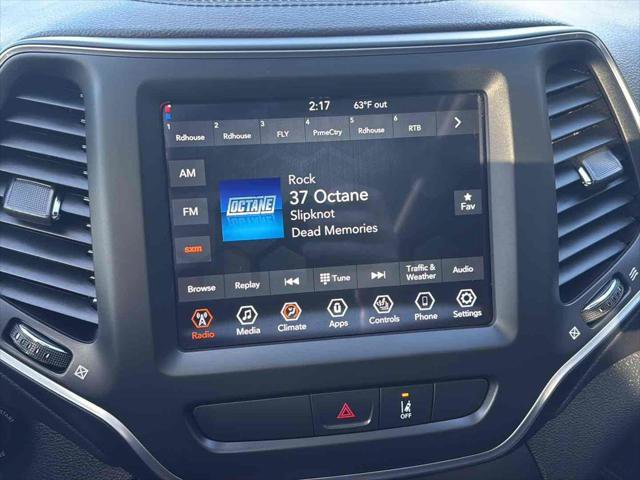 2:17 63°F out
1 Rdhouse 2 Rdhouse 3 FLY 4 PrmeCtry 5 Rdhouse 6 RTB
AM
FM
sxm
OCTANE
Rock
37 Octane
Slipknot
Dead Memories
Fav
Browse Replay Tune Traffic & Weather Audio
Radio Media Climate Apps Controls Phone Settings
OFF